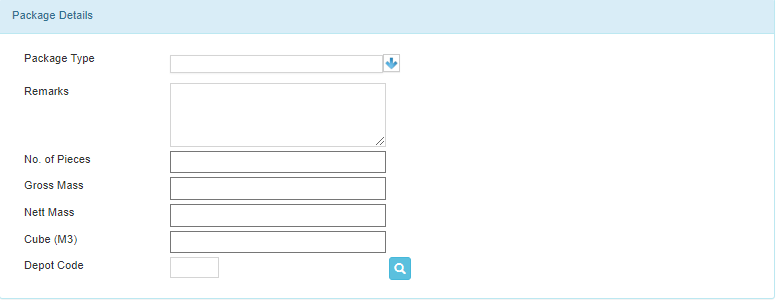 Package Details
Package Type
Remarks
No. of Pieces
Gross Mass
Nett Mass
Cube (M3)
Depot Code